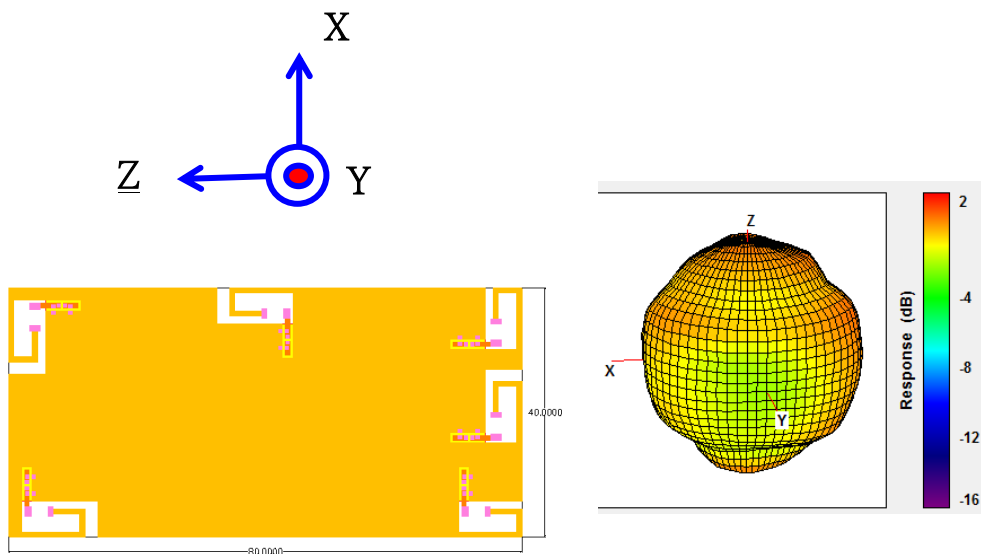 X
Z
Y
40.0000
80.0000
Z
X
Y
2
-4
-8
-12
-16
Response (dB)